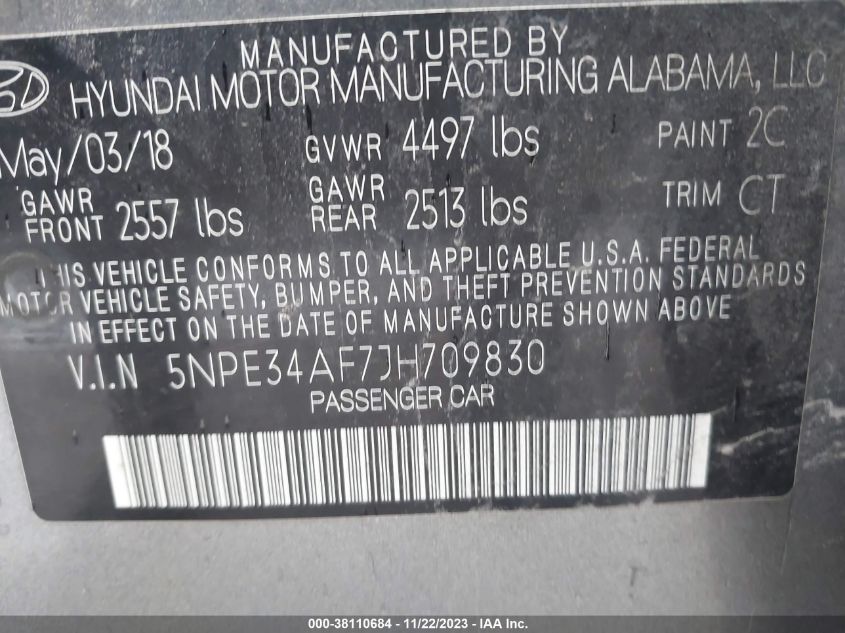 MANUFACTURED BY
HYUNDAI MOTOR MANUFACTURING ALABAMA, LLC
May/03/18 GVWR 4497 lbs PAINT 2C
GAWR FRONT 2557 lbs GAWR REAR 2513 lbs TRIM CT
THIS VEHICLE CONFORMS TO ALL APPLICABLE U.S.A. FEDERAL
MOTOR VEHICLE SAFETY, BUMPER, AND THEFT PREVENTION STANDARDS
IN EFFECT ON THE DATE OF MANUFACTURE SHOWN ABOVE
V.I.N 5NPE34AF7JH709830
PASSENGER CAR
000-38110684 - 11/22/2023 - IAA Inc.